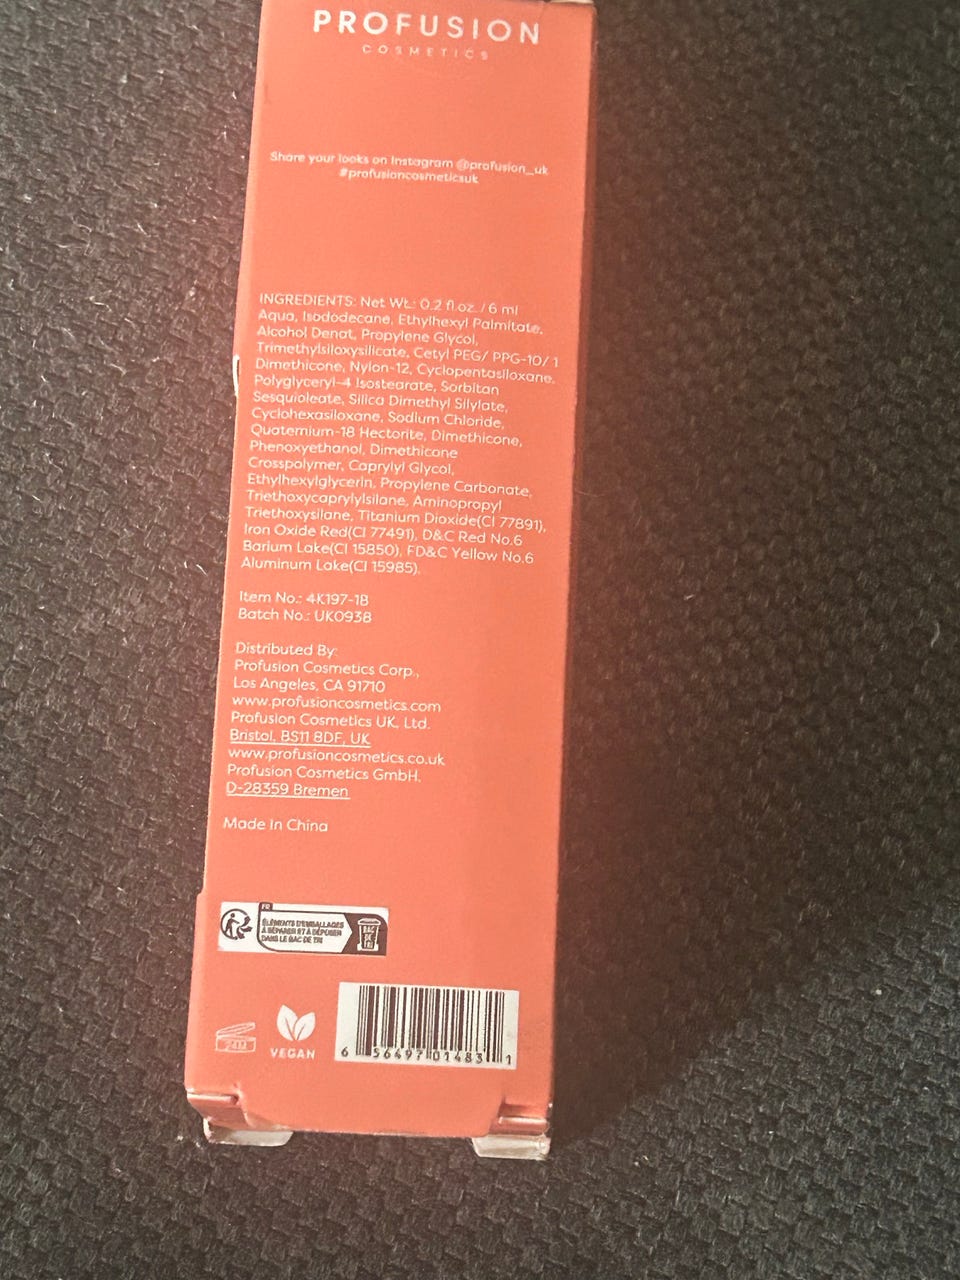 PROFUSION
COSMETICS
Share your looks on Instagram @profusion_uk
#profusioncosmeticsuk
INGREDIENTS: Net Wt.: 0.2 fl.oz. / 6 ml
Aqua, Isododecane, Ethylhexyl Palmitate,
Alcohol Denat, Propylene Glycol,
Trimethylsiloxysilicate, Cetyl PEG/ PPG-10/ 1
Dimethicone, Nylon-12, Cyclopentasiloxane,
Polyglyceryl-4 Isostearate, Sorbitan
Sesquioleate, Silica Dimethyl Silylate,
Cyclohexasiloxane, Sodium Chloride,
Quaternium-18 Hectorite, Dimethicone,
Phenoxyethanol, Dimethicone
Crosspolymer, Caprylyl Glycol,
Ethylhexylglycerin, Propylene Carbonate,
Triethoxycaprylylsilane, Aminopropyl
Triethoxysilane, Titanium Dioxide(CI 77891),
Iron Oxide Red(CI 77491), D&C Red No.6
Barium Lake(CI 15850), FD&C Yellow No.6
Aluminum Lake(CI 15985).
Item No.: 4K197-18
Batch No.: UK0938
Distributed By:
Profusion Cosmetics Corp.,
Los Angeles, CA 91710
www.profusioncosmetics.com
Profusion Cosmetics UK, Ltd.
Bristol, BS11 8DF, UK
www.profusioncosmetics.co.uk
Profusion Cosmetics GmbH.
D-28359 Bremen
Made In China
FR
ÉLÉMENTS D'EMBALLAGES
À SÉPARER ET À DÉPOSER
DANS LE BAC DE TRI
BAC
DE
TRI
24M
VEGAN
6 56497 01483 1